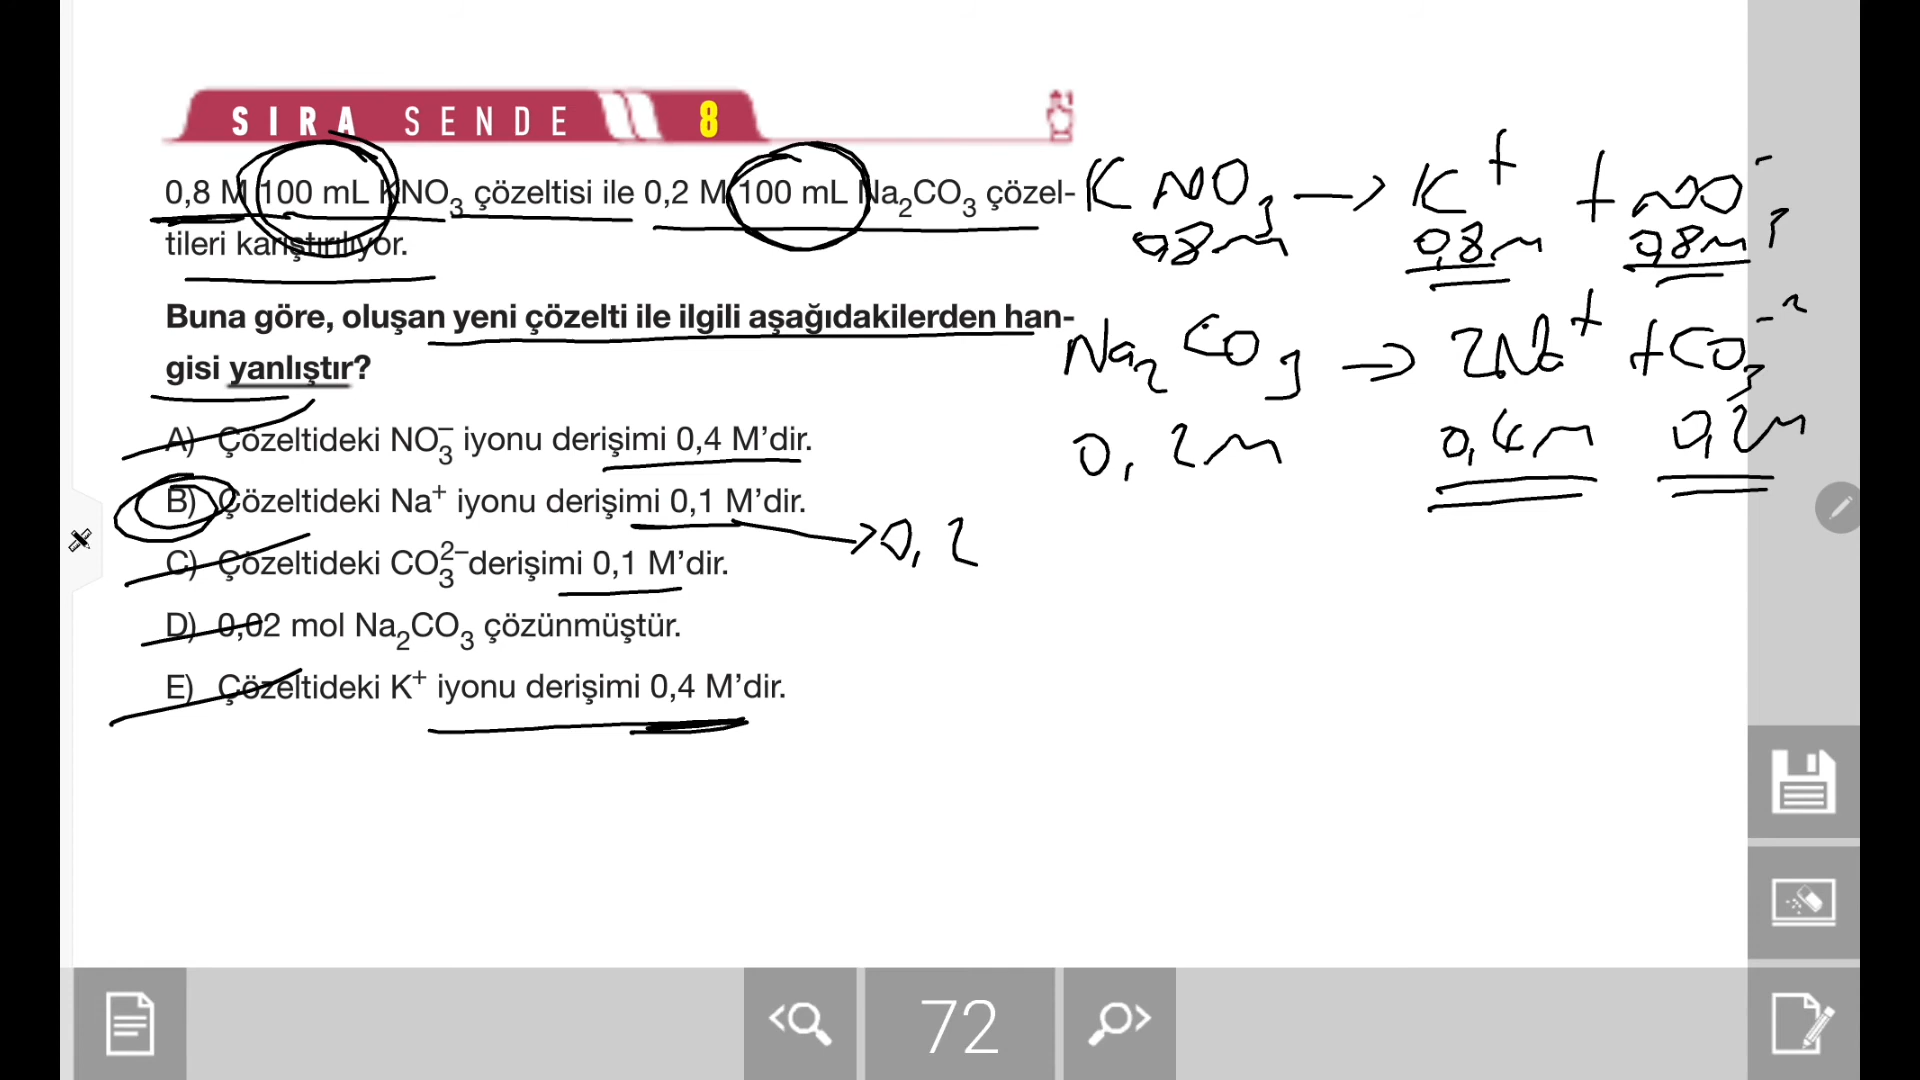 SIRA SENDE 8
0,8 M 100 mL KNO₃ çözeltisi ile 0,2 M 100 mL Na₂CO₃ çözel-
tileri karıştırılıyor.
Buna göre, oluşan yeni çözelti ile ilgili aşağıdakilerden han-
gisi yanlıştır?
A) Çözeltideki NO₃⁻ iyonu derişimi 0,4 M’dir.
B) Çözeltideki Na⁺ iyonu derişimi 0,1 M’dir.
→0,2
C) Çözeltideki CO₃²⁻ derişimi 0,1 M’dir.
D) 0,02 mol Na₂CO₃ çözünmüştür.
E) Çözeltideki K⁺ iyonu derişimi 0,4 M’dir.
KNO₃ → K⁺ + NO₃⁻
0,8M 0,8M 0,8M
Na₂CO₃ → 2Na⁺ + CO₃⁻²
0,2M 0,4M 0,2M
72